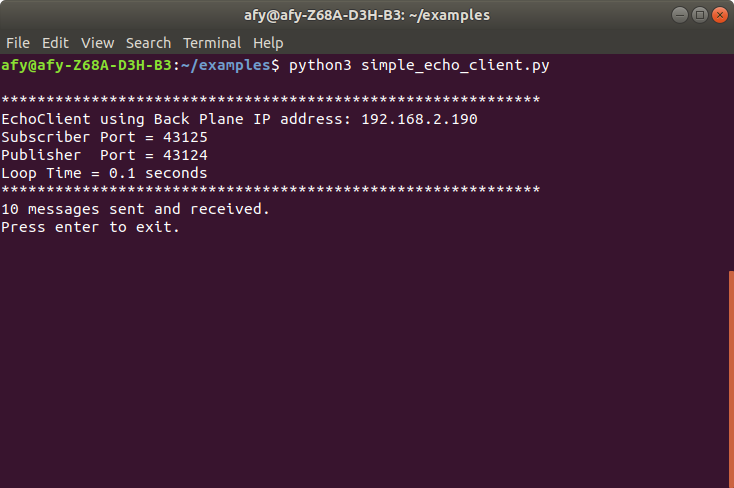 afy@afy-Z68A-D3H-B3: ~/examples
File Edit View Search Terminal Help
afy@afy-Z68A-D3H-B3:~/examples$ python3 simple_echo_client.py
************************************************************
EchoClient using Back Plane IP address: 192.168.2.190
Subscriber Port = 43125
Publisher  Port = 43124
Loop Time = 0.1 seconds
************************************************************
10 messages sent and received.
Press enter to exit.